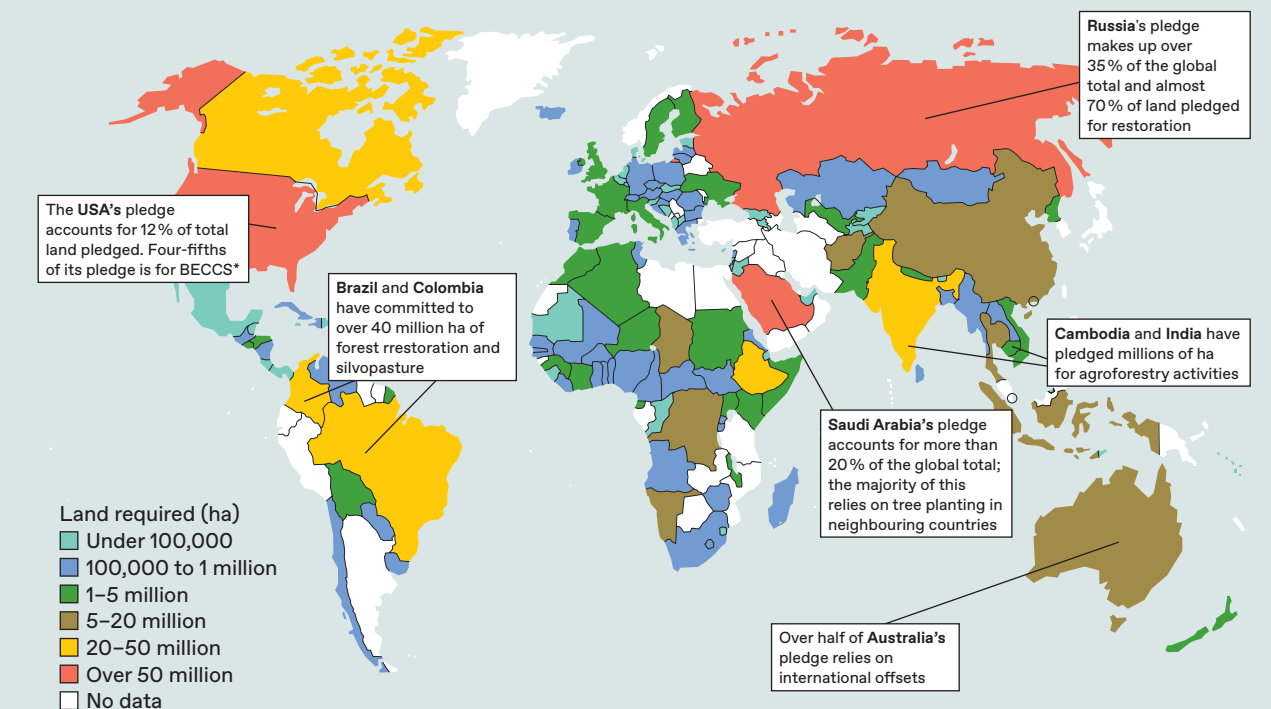 Russia's pledge
makes up over
35% of the global
total and almost
70% of land pledged
for restoration
The USA's pledge
accounts for 12% of total
land pledged. Four-fifths
of its pledge is for BECCS*
Brazil and Colombia
have committed to
over 40 million ha of
forest rrestoration and
silvopasture
Cambodia and India have
pledged millions of ha
for agroforestry activities
Saudi Arabia's pledge
accounts for more than
20% of the global total;
the majority of this
relies on tree planting in
neighbouring countries
Over half of Australia's
pledge relies on
international offsets
Land required (ha)
Under 100,000
100,000 to 1 million
1–5 million
5–20 million
20–50 million
Over 50 million
No data